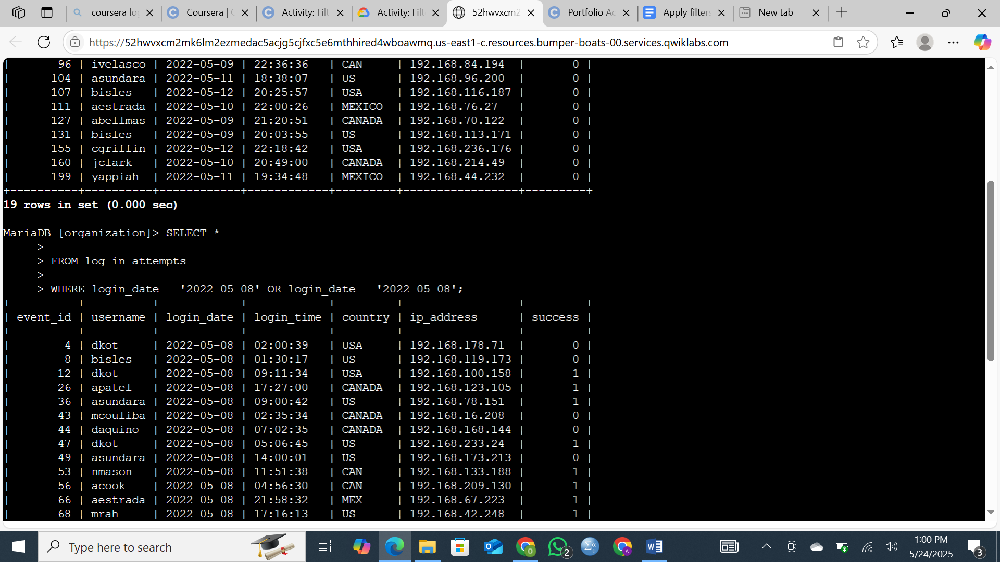 coursera lo
Coursera | C
Activity: Filt
Activity: Filt
52hwvxcm2
Portfolio Ac
Apply filters
New tab
https://52hwvxcm2mk6lm2ezmedac5acjg5cjfxc5e6mthhired4wboawmq.us-east1-c.resources.bumper-boats-00.services.qwiklabs.com
| 96 | ivelasco | 2022-05-09 | 22:36:36 | CAN | 192.168.84.194 | 0 |
| 104 | asundara | 2022-05-11 | 18:38:07 | US | 192.168.96.200 | 0 |
| 107 | bisles | 2022-05-12 | 20:25:57 | USA | 192.168.116.187 | 0 |
| 111 | aestrada | 2022-05-10 | 22:00:26 | MEXICO | 192.168.76.27 | 0 |
| 127 | abellmas | 2022-05-09 | 21:20:51 | CANADA | 192.168.70.122 | 0 |
| 131 | bisles | 2022-05-09 | 20:03:55 | US | 192.168.113.171 | 0 |
| 155 | cgriffin | 2022-05-12 | 22:18:42 | USA | 192.168.236.176 | 0 |
| 160 | jclark | 2022-05-10 | 20:49:00 | CANADA | 192.168.214.49 | 0 |
| 199 | yappiah | 2022-05-11 | 19:34:48 | MEXICO | 192.168.44.232 | 0 |
+----------+----------+------------+------------+---------+-----------------+---------+
19 rows in set (0.000 sec)
MariaDB [organization]> SELECT *
->
-> FROM log_in_attempts
->
-> WHERE login_date = '2022-05-08' OR login_date = '2022-05-08';
+----------+----------+------------+------------+---------+-----------------+---------+
| event_id | username | login_date | login_time | country | ip_address | success |
+----------+----------+------------+------------+---------+-----------------+---------+
| 4 | dkot | 2022-05-08 | 02:00:39 | USA | 192.168.178.71 | 0 |
| 8 | bisles | 2022-05-08 | 01:30:17 | US | 192.168.119.173 | 0 |
| 12 | dkot | 2022-05-08 | 09:11:34 | USA | 192.168.100.158 | 1 |
| 26 | apatel | 2022-05-08 | 17:27:00 | CANADA | 192.168.123.105 | 1 |
| 36 | asundara | 2022-05-08 | 09:00:42 | US | 192.168.78.151 | 1 |
| 43 | mcouliba | 2022-05-08 | 02:35:34 | CANADA | 192.168.16.208 | 0 |
| 44 | daquino | 2022-05-08 | 07:02:35 | CANADA | 192.168.168.144 | 0 |
| 47 | dkot | 2022-05-08 | 05:06:45 | US | 192.168.233.24 | 1 |
| 49 | asundara | 2022-05-08 | 14:00:01 | US | 192.168.173.213 | 0 |
| 53 | nmason | 2022-05-08 | 11:51:38 | CAN | 192.168.133.188 | 1 |
| 56 | acook | 2022-05-08 | 04:56:30 | CAN | 192.168.209.130 | 1 |
| 66 | aestrada | 2022-05-08 | 21:58:32 | MEX | 192.168.67.223 | 1 |
| 68 | mrah | 2022-05-08 | 17:16:13 | US | 192.168.42.248 | 1 |
Type here to search
2
1:00 PM
5/24/2025
3